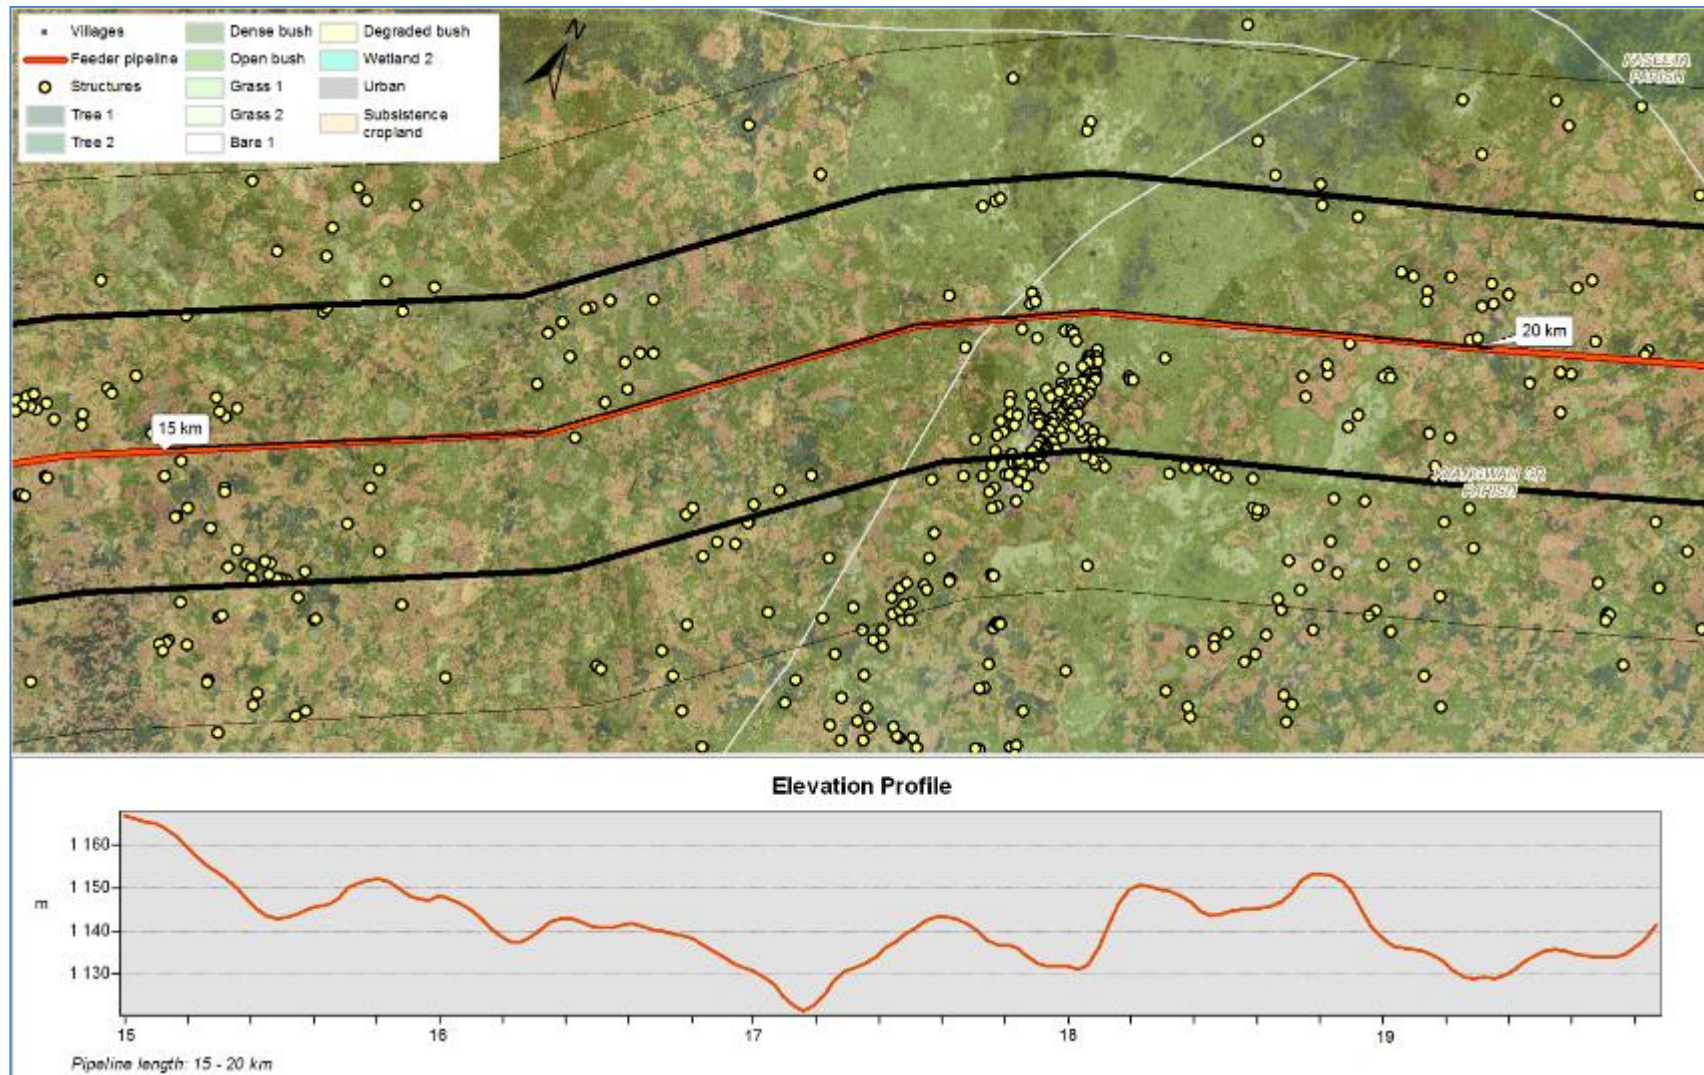 Villages
Feeder pipeline
Structures
Tree 1
Tree 2
Dense bush
Open bush
Grass 1
Grass 2
Bare 1
Degraded bush
Wetland 2
Urban
Subsistence
cropland
N
PARISH
20 km
15 km
PARISH
Elevation Profile
1 160
1 150
m
1 140
1 130
15 16 17 18 19
Pipeline length: 15 - 20 km